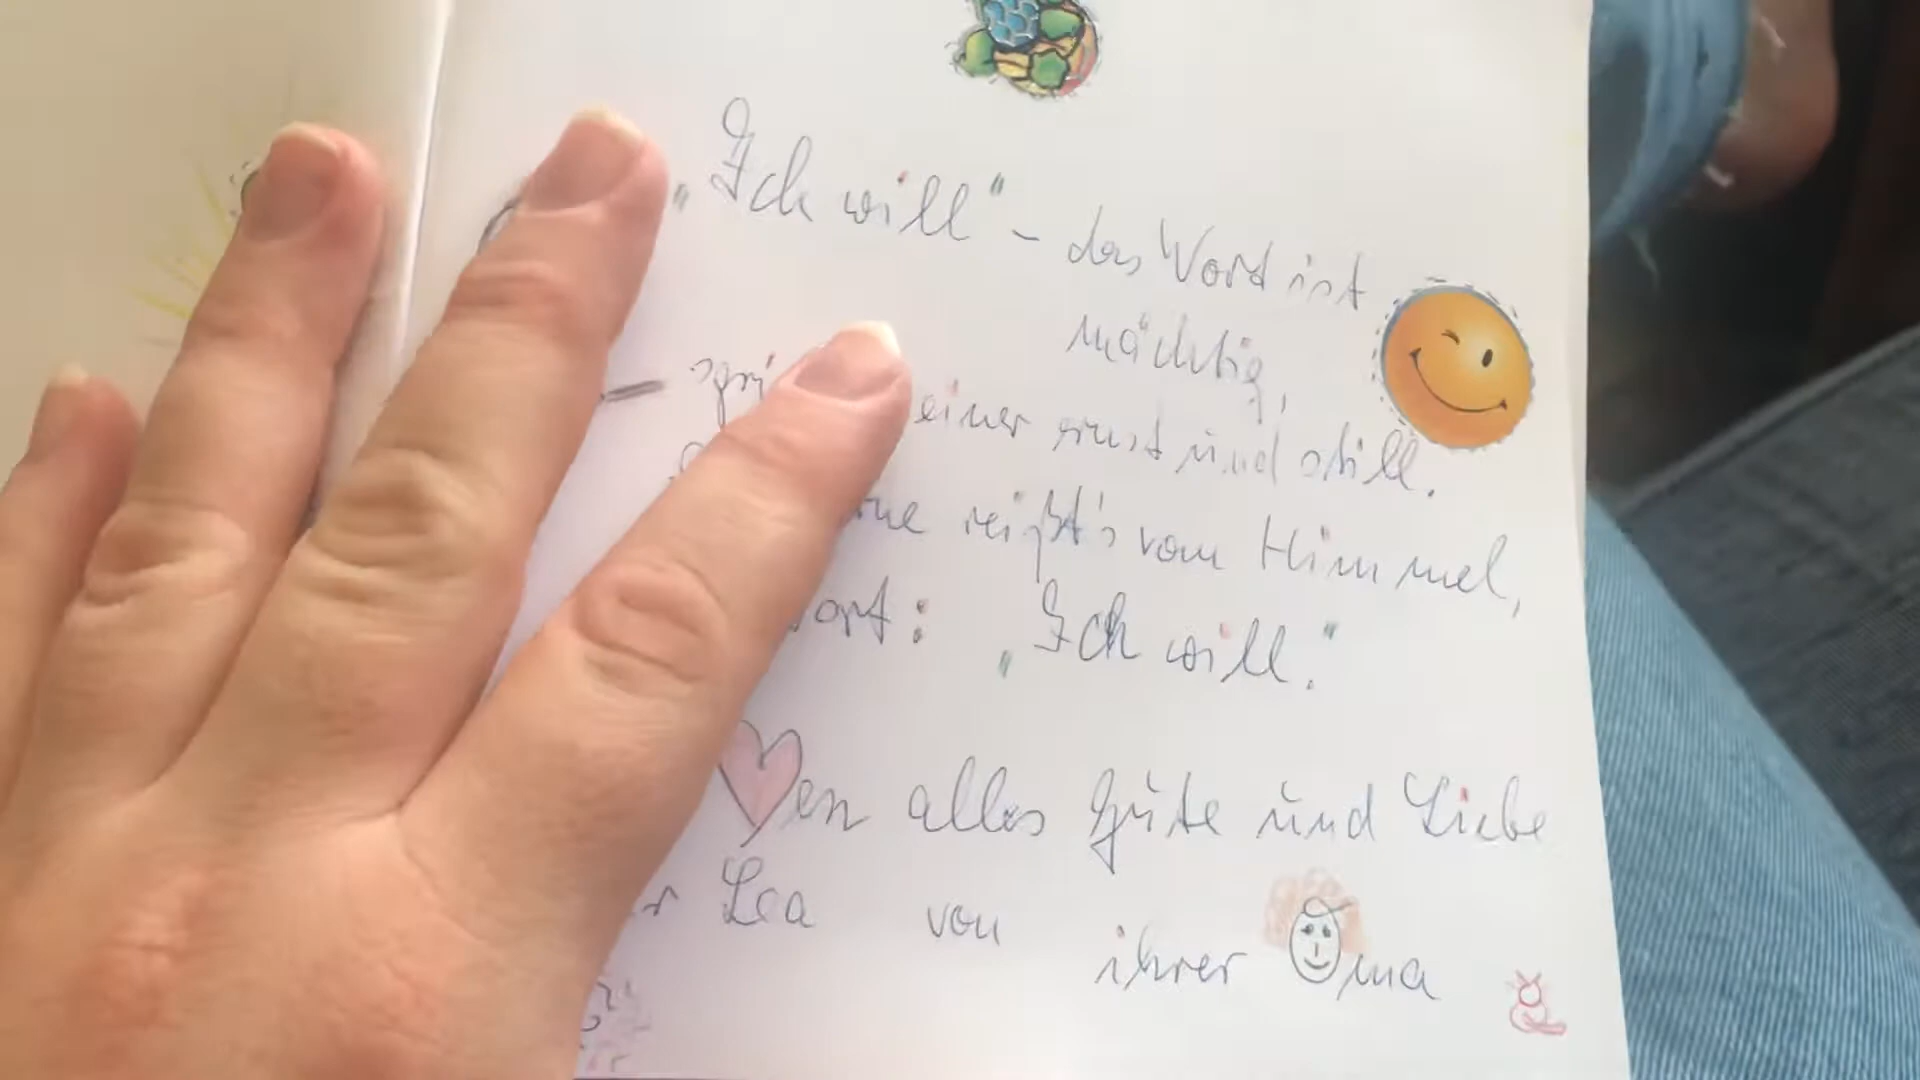 „Ich will“ – das Wort ist
mächtig,
einer ernst und still.
reißt's vom Himmel,
„Ich will.“
alles Gute und Liebe
Lea von ihrer Oma